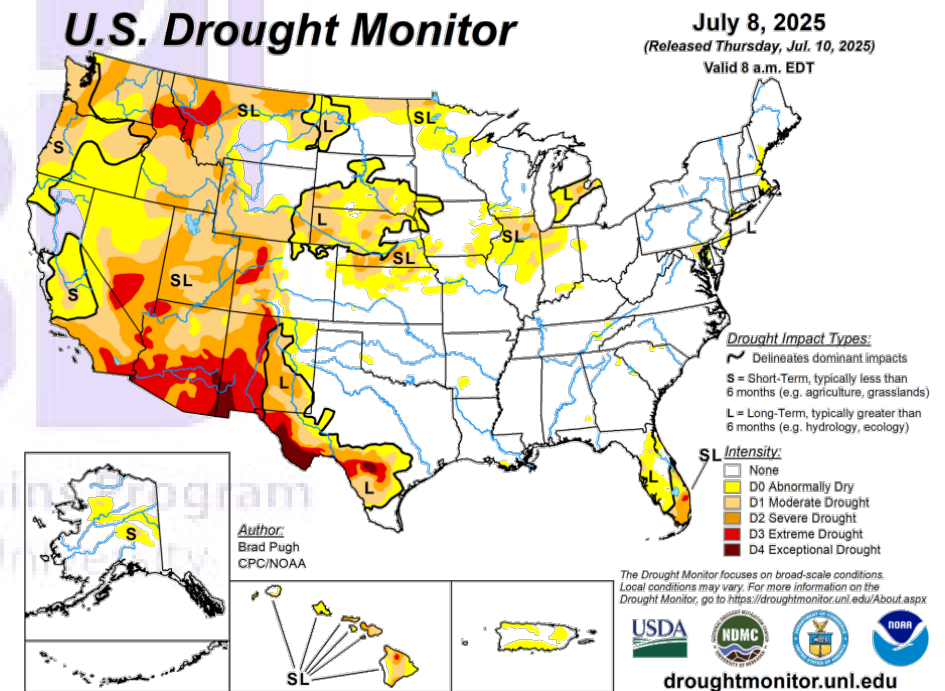 U.S. Drought Monitor
July 8, 2025
(Released Thursday, Jul. 10, 2025)
Valid 8 a.m. EDT
SL
L
SL
S
L
L
SL
SL
L
SL
S
L
Drought Impact Types:
Delineates dominant impacts
S = Short-Term, typically less than
6 months (e.g. agriculture, grasslands)
L = Long-Term, typically greater than
6 months (e.g. hydrology, ecology)
L
L
SL
L
Intensity:
None
D0 Abnormally Dry
D1 Moderate Drought
D2 Severe Drought
D3 Extreme Drought
D4 Exceptional Drought
ins Program
University
S
Author:
Brad Pugh
CPC/NOAA
SL
The Drought Monitor focuses on broad-scale conditions.
Local conditions may vary. For more information on the
Drought Monitor, go to https://droughtmonitor.unl.edu/About.aspx
USDA
NDMC
NOAA
droughtmonitor.unl.edu